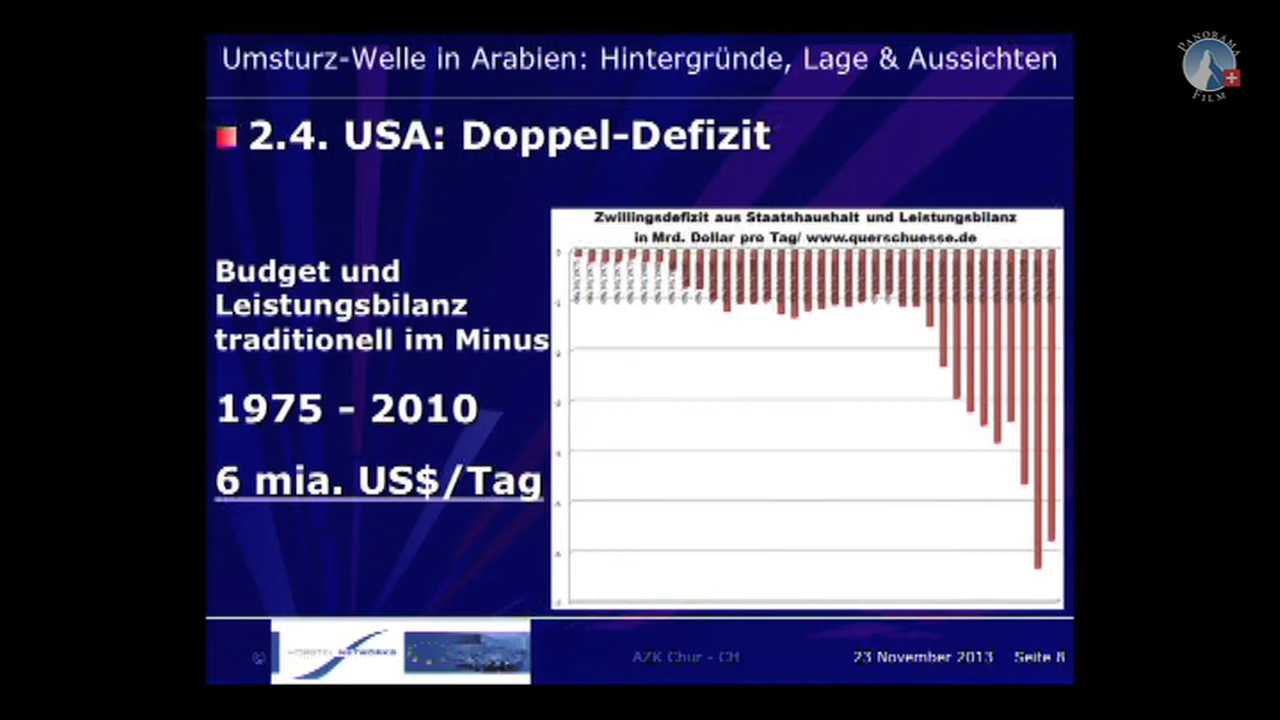 Umsturz-Welle in Arabien: Hintergründe, Lage & Aussichten
PANORAMA
FILM
2.4. USA: Doppel-Defizit
Zwillingsdefizit aus Staatshaushalt und Leistungsbilanz
in Mrd. Dollar pro Tag/ www.querschuesse.de
Budget und
Leistungsbilanz
traditionell im Minus
1975 - 2010
6 mia. US$/Tag
©
NETWORKS
AZK Chur - CH
23 November 2013
Seite 8